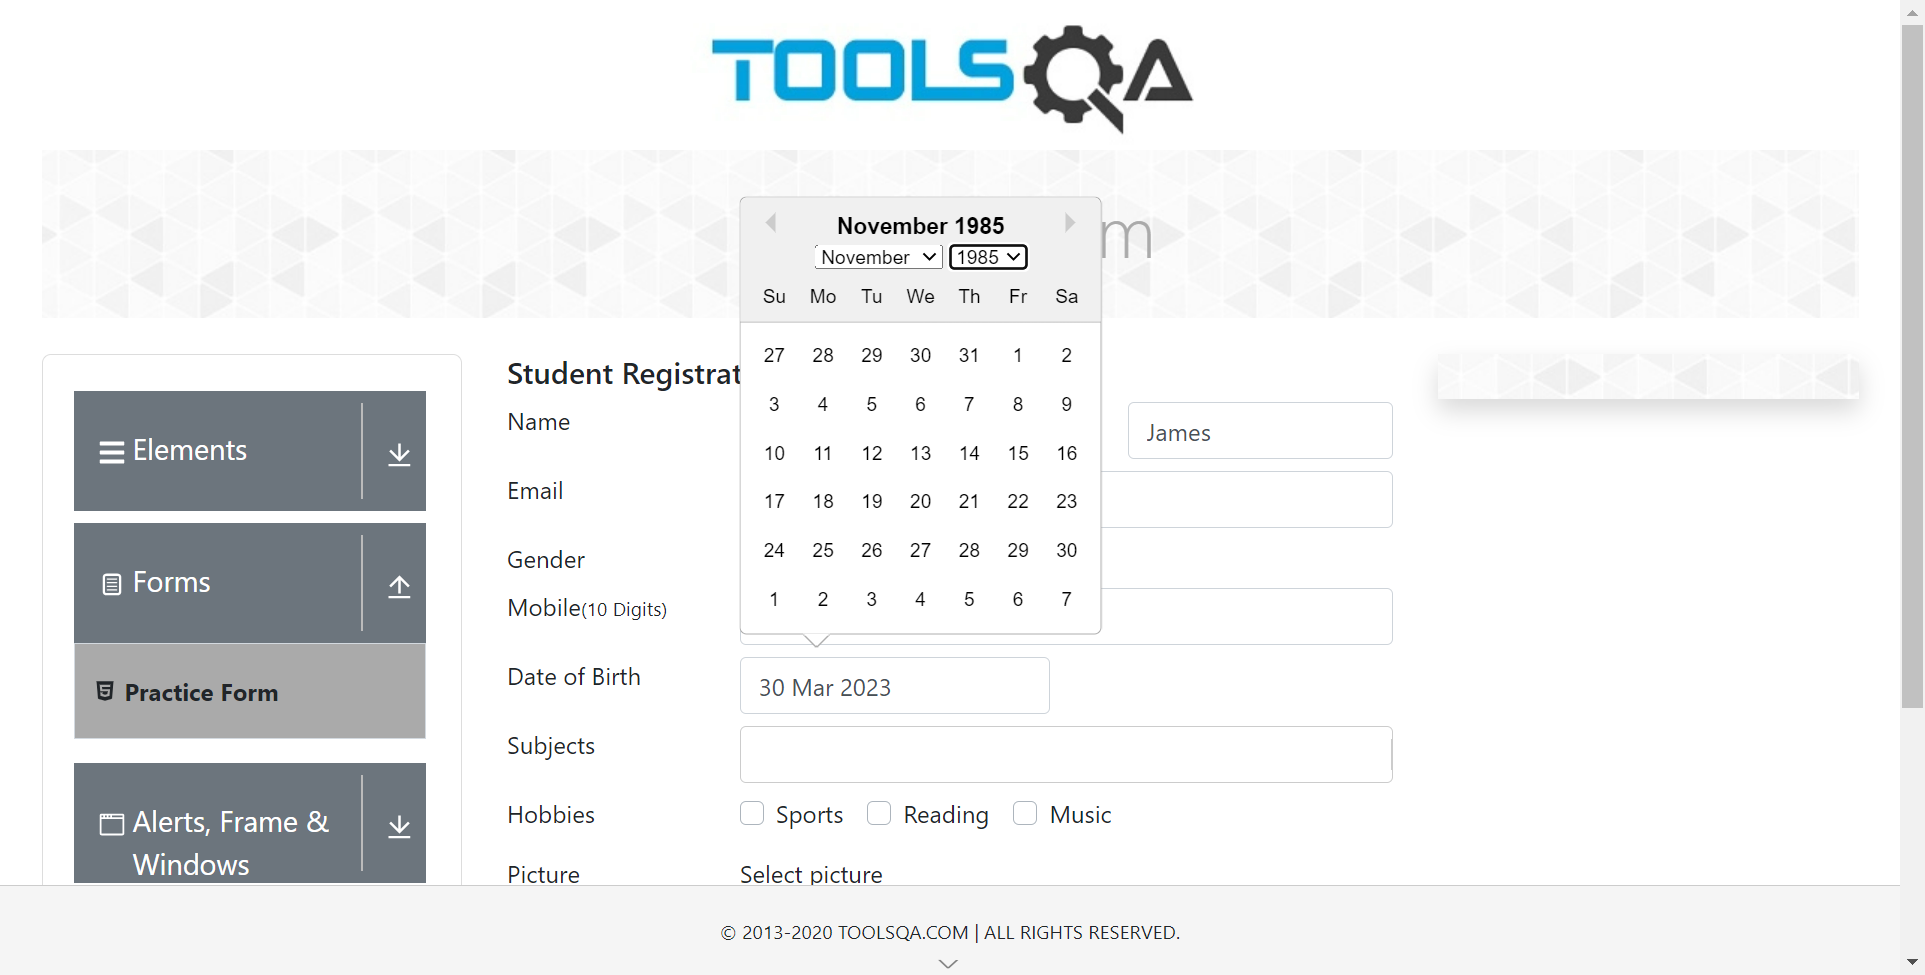 TOOLSQA
m
November 1985
November 1985
Su Mo Tu We Th Fr Sa
27 28 29 30 31 1 2
3 4 5 6 7 8 9
10 11 12 13 14 15 16
17 18 19 20 21 22 23
24 25 26 27 28 29 30
1 2 3 4 5 6 7
Elements
Forms
Practice Form
Alerts, Frame &
Windows
Student Registrat
Name James
Email
Gender
Mobile(10 Digits)
Date of Birth 30 Mar 2023
Subjects
Hobbies Sports Reading Music
Picture Select picture
© 2013-2020 TOOLSQA.COM | ALL RIGHTS RESERVED.